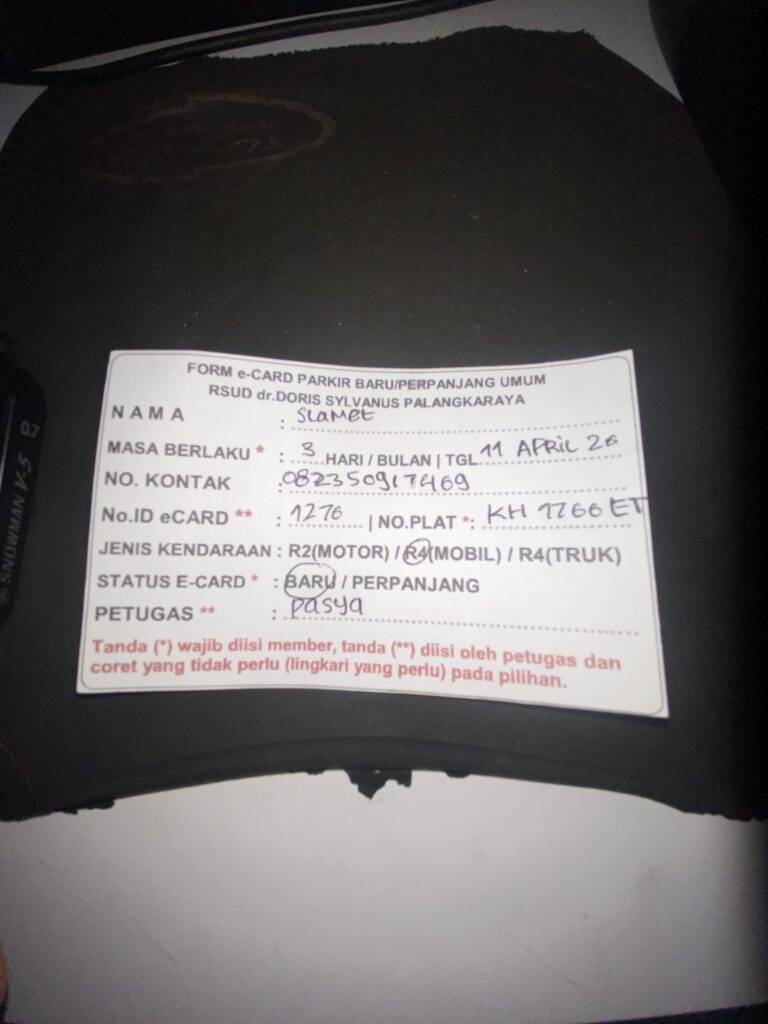 FORM e-CARD PARKIR BARU/PERPANJANG UMUM
RSUD dr.DORIS SYLVANUS PALANGKARAYA
NAMA : SLAMET
MASA BERLAKU * : 3 HARI / BULAN | TGL 11 APRIL 26
NO. KONTAK : 082350917469
No.ID eCARD ** : 1276 | NO.PLAT *: KH 1766 ET
JENIS KENDARAAN : R2(MOTOR) / R4(MOBIL) / R4(TRUK)
STATUS E-CARD * : BARU / PERPANJANG
PETUGAS ** : Pasya
Tanda (*) wajib diisi member, tanda (**) diisi oleh petugas dan
coret yang tidak perlu (lingkari yang perlu) pada pilihan.
SNOWMAN V-5 0.7